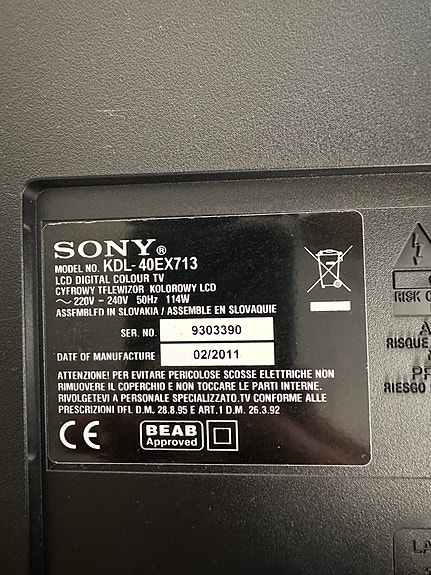 SONY®
MODEL NO. KDL-40EX713
LCD DIGITAL COLOUR TV
CYFROWY TELEWIZOR KOLOROWY LCD
~ 220V - 240V 50Hz 114W
ASSEMBLED IN SLOVAKIA / ASSEMBLE EN SLOVAQUIE
SER. NO. 9303390
DATE OF MANUFACTURE 02/2011
ATTENZIONE! PER EVITARE PERICOLOSE SCOSSE ELETTRICHE NON
RIMUOVERE IL COPERCHIO E NON TOCCARE LE PARTI INTERNE.
RIVOLGETEVI A PERSONALE SPECIALIZZATO.TV CONFORME ALLE
PRESCRIZIONI DEL D.M. 28.8.95 E ART.1 D.M. 26.3.92
CE
BEAB
Approved
RISK O
A
RISQUE
RIESGO
LA